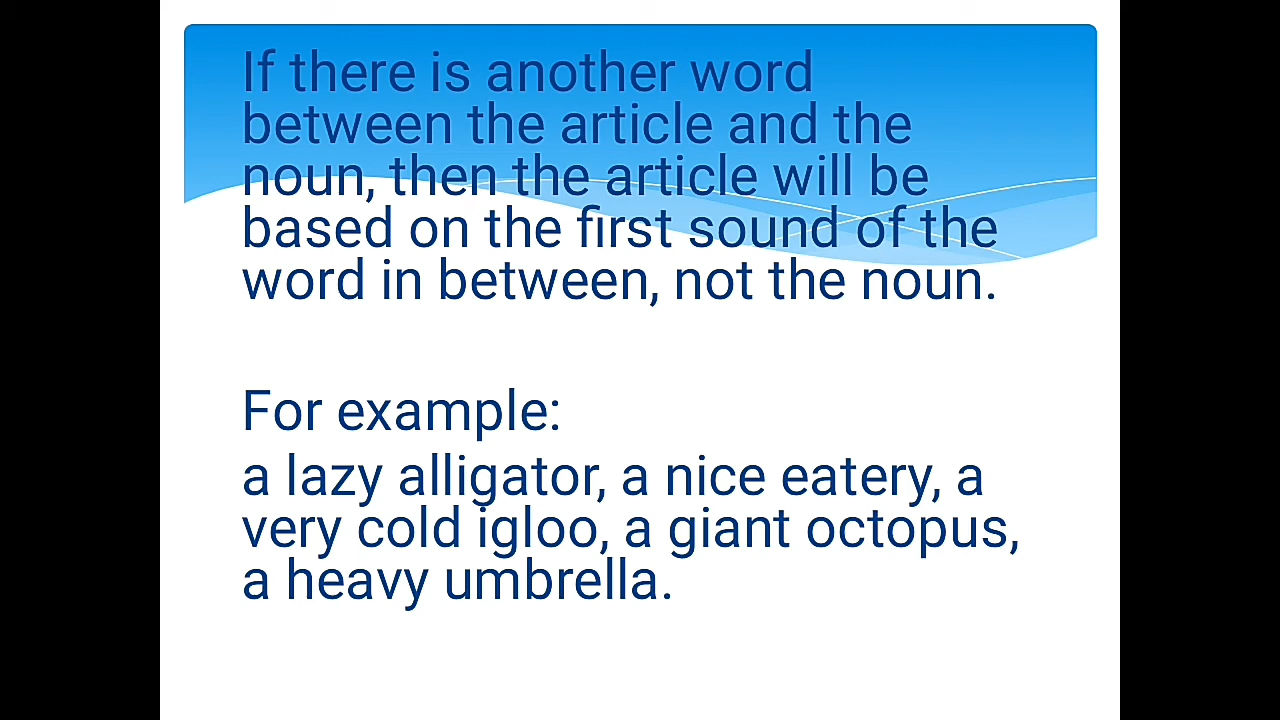 If there is another word
between the article and the
noun, then the article will be
based on the first sound of the
word in between, not the noun.
For example:
a lazy alligator, a nice eatery, a
very cold igloo, a giant octopus,
a heavy umbrella.